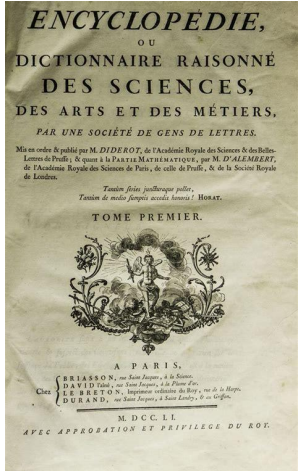 ENCYCLOPÉDIE,
OU
DICTIONNAIRE RAISONNÉ
DES SCIENCES,
DES ARTS ET DES MÉTIERS,
PAR UNE SOCIÉTÉ DE GENS DE LETTRES.
Mis en ordre & publié par M. DIDEROT, de l'Académie Royale des Sciences & des Belles-
Lettres de Prusse; & quant à la PARTIE MATHÉMATIQUE, par M. D'ALEMBERT,
de l'Académie Royale des Sciences de Paris, de celle de Prusse, & de la Société Royale
de Londres.
Tantùm series juncturaque pollet,
Tantùm de medio sumptis accedit honoris! HORAT.
TOME PREMIER.
A PARIS,
Chez
BRIASSON, rue Saint Jacques, à la Science.
DAVID l'aîné, rue Saint Jacques, à la Plume d'or.
LE BRETON, Imprimeur ordinaire du Roy, rue de la Harpe.
DURAND, rue Saint Jacques, à Saint Landry, & au Griffon.
M. DCC. LI.
AVEC APPROBATION ET PRIVILEGE DU ROY.